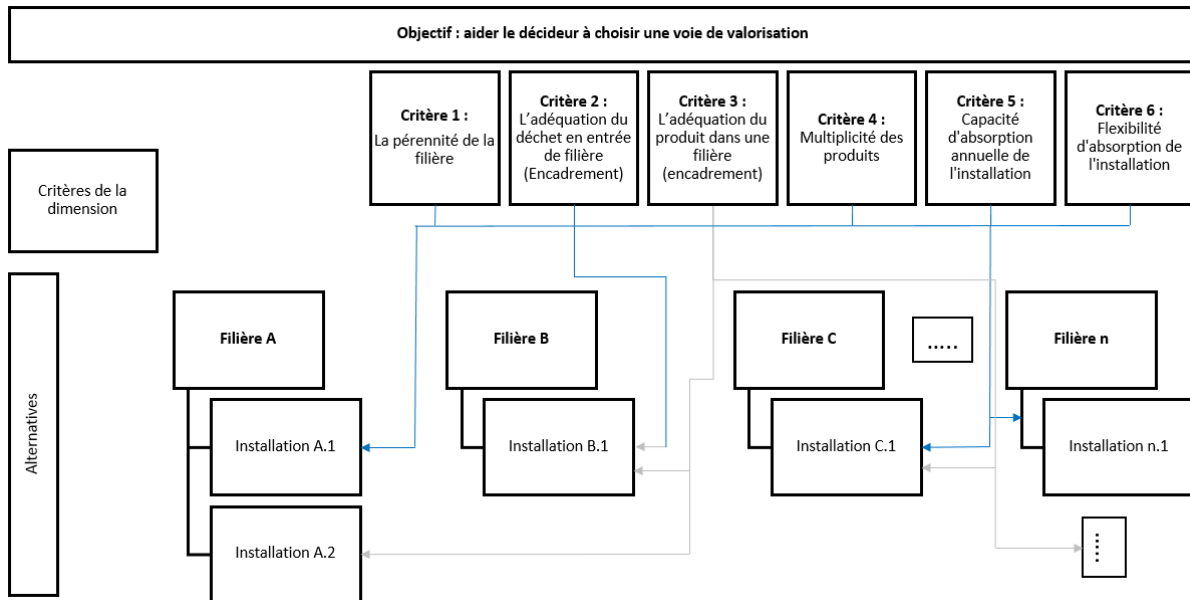 Objectif : aider le décideur à choisir une voie de valorisation
Critère 1 :
La pérennité de la
filière
Critère 2 :
L'adéquation du
déchet en entrée
de filière
(Encadrement)
Critère 3 :
L'adéquation du
produit dans une
filière
(encadrement)
Critère 4 :
Multiplicité des
produits
Critère 5 :
Capacité
d'absorption
annuelle de
l'installation
Critère 6 :
Flexibilité
d'absorption de
l'installation
Critères de la
dimension
Alternatives
Filière A
Filière B
Filière C
.....
Filière n
Installation A.1
Installation B.1
Installation C.1
Installation n.1
Installation A.2
....